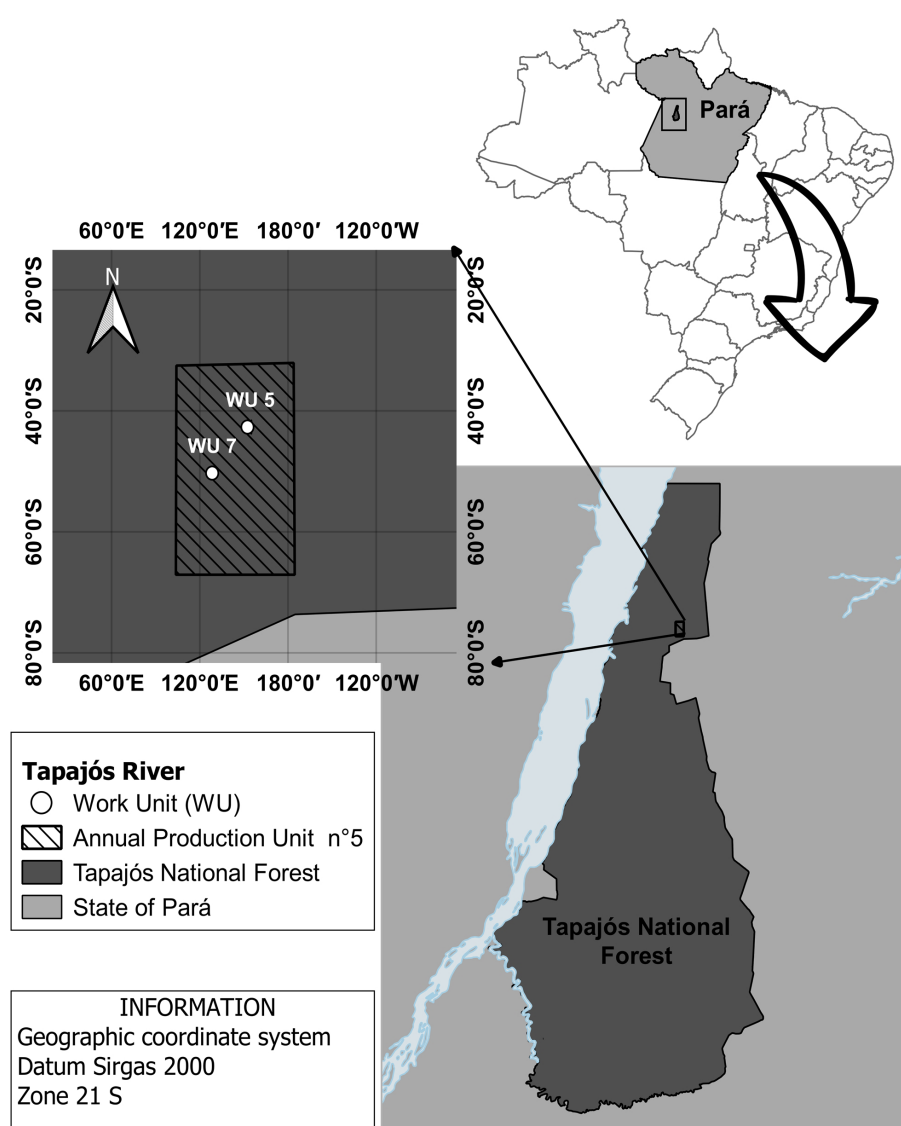 Pará
60°0′E 120°0′E 180°0′ 120°0′W
20°0′S
40°0′S
60°0′S
80°0′S
N
WU 5
WU 7
20°0′S
40°0′S
60°0′S
80°0′S
60°0′E 120°0′E 180°0′ 120°0′W
Tapajós River
Work Unit (WU)
Annual Production Unit n°5
Tapajós National Forest
State of Pará
Tapajós National
Forest
INFORMATION
Geographic coordinate system
Datum Sirgas 2000
Zone 21 S